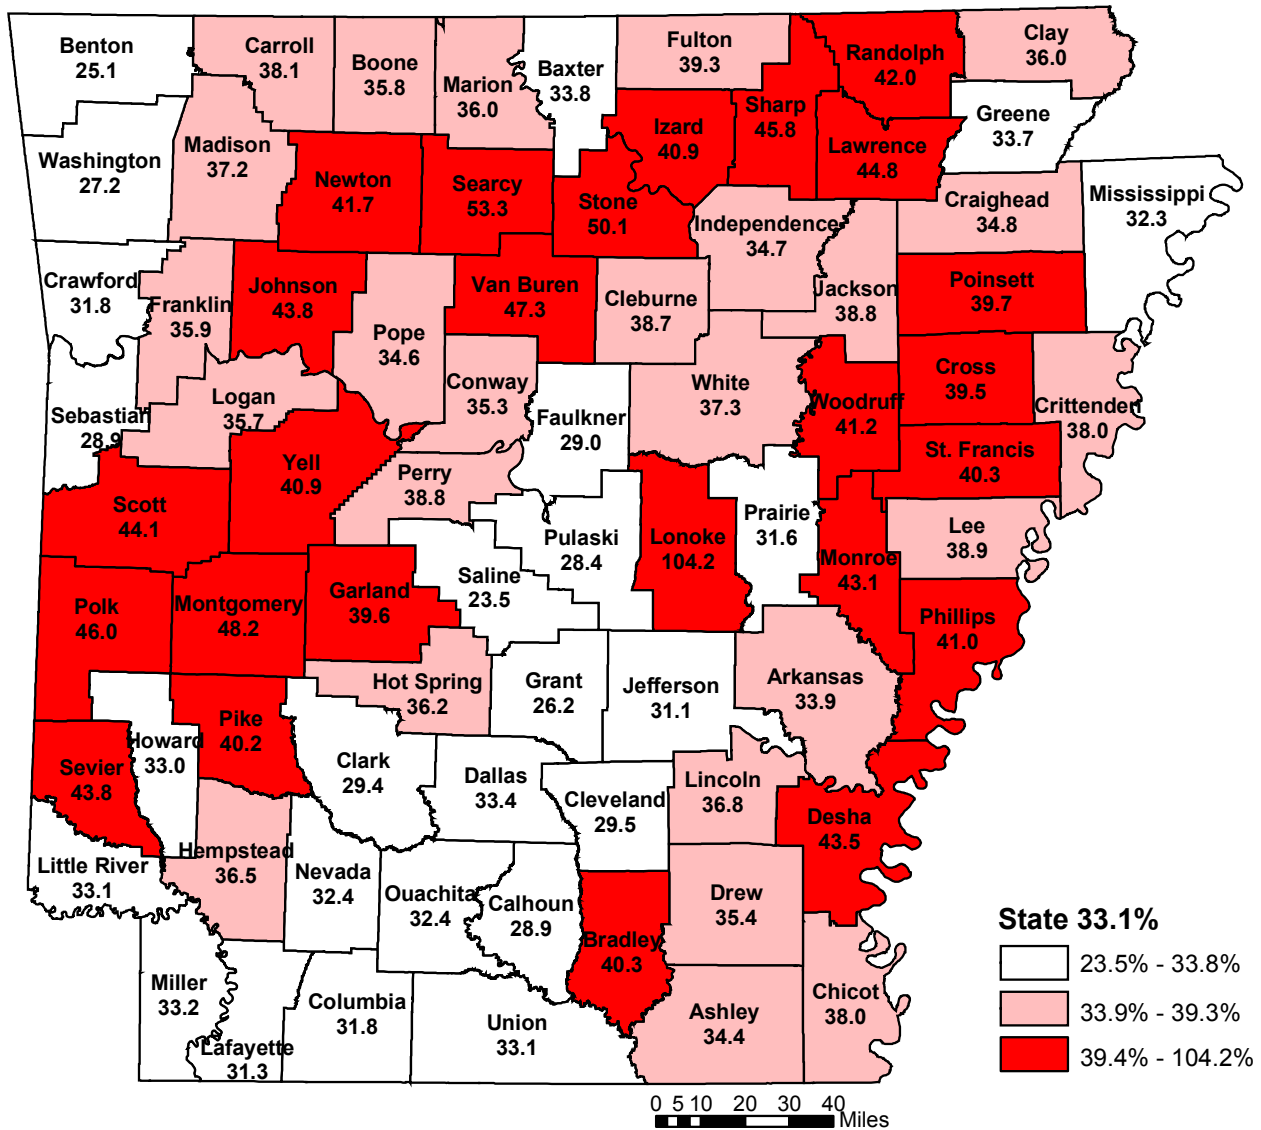 Benton
25.1
Carroll
38.1
Boone
35.8
Marion
36.0
Baxter
33.8
Fulton
39.3
Randolph
42.0
Clay
36.0
Washington
27.2
Madison
37.2
Newton
41.7
Searcy
53.3
Stone
50.1
Izard
40.9
Sharp
45.8
Lawrence
44.8
Greene
33.7
Independence
34.7
Craighead
34.8
Mississippi
32.3
Crawford
31.8
Franklin
35.9
Johnson
43.8
Pope
34.6
Van Buren
47.3
Cleburne
38.7
Jackson
38.8
Poinsett
39.7
Sebastian
28.9
Logan
35.7
Conway
35.3
Faulkner
29.0
White
37.3
Woodruff
41.2
Cross
39.5
Crittenden
38.0
St. Francis
40.3
Scott
44.1
Yell
40.9
Perry
38.8
Pulaski
28.4
Lonoke
104.2
Prairie
31.6
Monroe
43.1
Lee
38.9
Polk
46.0
Montgomery
48.2
Garland
39.6
Saline
23.5
Phillips
41.0
Hot Spring
36.2
Grant
26.2
Jefferson
31.1
Arkansas
33.9
Sevier
43.8
Howard
33.0
Pike
40.2
Clark
29.4
Dallas
33.4
Cleveland
29.5
Lincoln
36.8
Desha
43.5
Little River
33.1
Hempstead
36.5
Nevada
32.4
Ouachita
32.4
Calhoun
28.9
Bradley
40.3
Drew
35.4
Miller
33.2
Lafayette
31.3
Columbia
31.8
Union
33.1
Ashley
34.4
Chicot
38.0
State 33.1%
23.5% - 33.8%
33.9% - 39.3%
39.4% - 104.2%
0 5 10 20 30 40
Miles